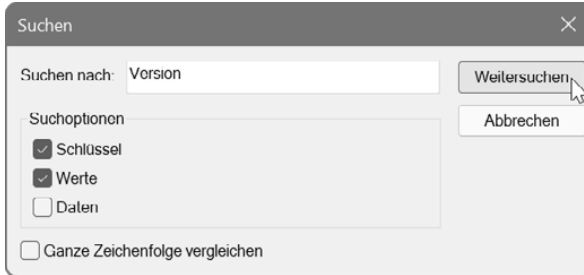 Suchen
Suchen nach: Version
Weitersuchen
Suchoptionen
Abbrechen
Schlüssel
Werte
Daten
Ganze Zeichenfolge vergleichen